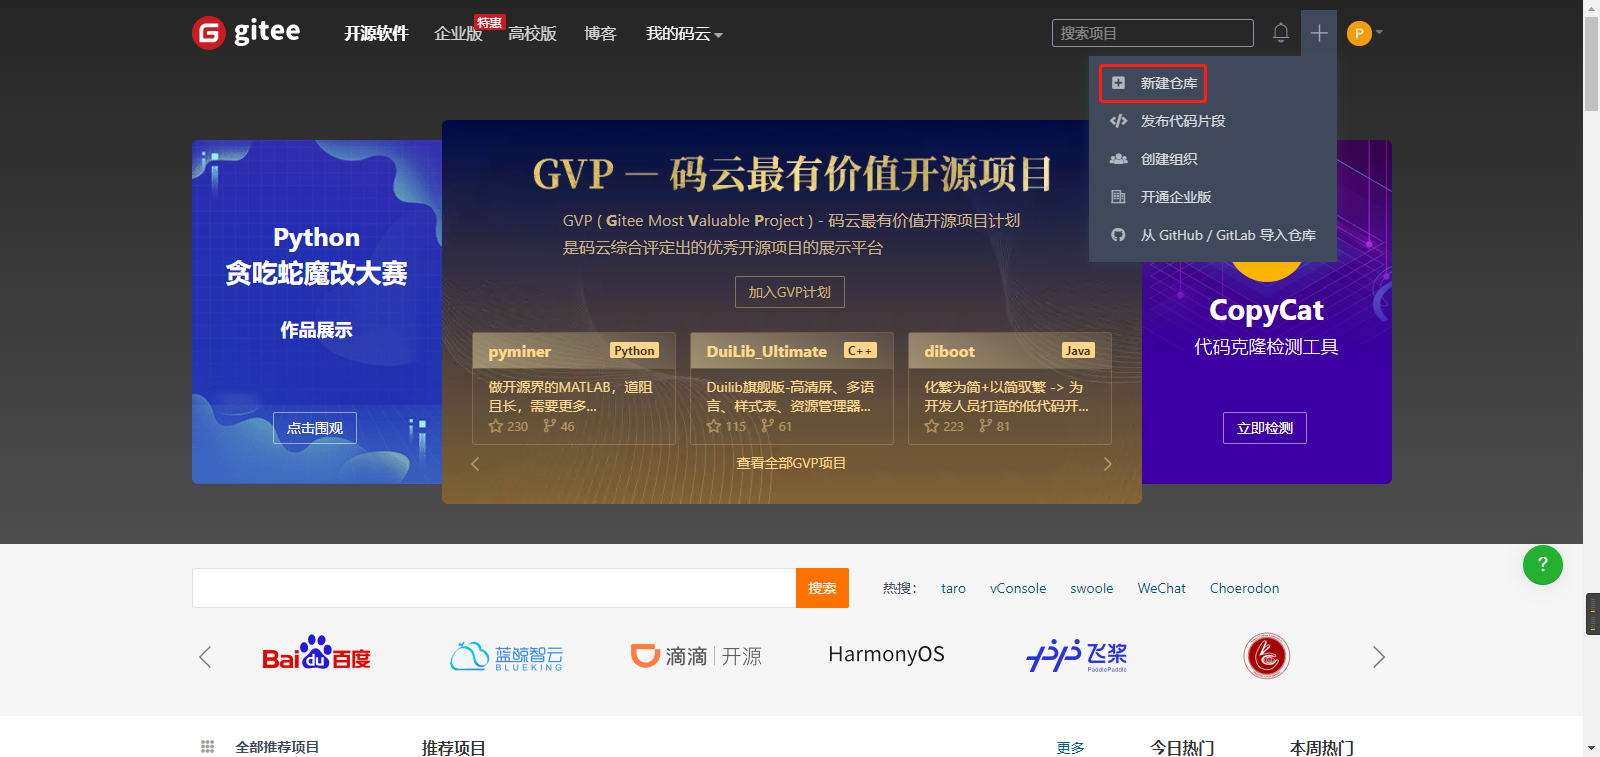 gitee
开源软件
企业版
特惠
高校版
博客
我的码云
搜索项目
P
新建仓库
发布代码片段
创建组织
开通企业版
从 GitHub / GitLab 导入仓库
Python
贪吃蛇魔改大赛
作品展示
点击围观
GVP — 码云最有价值开源项目
GVP ( Gitee Most Valuable Project ) - 码云最有价值开源项目计划
是码云综合评定出的优秀开源项目的展示平台
加入GVP计划
pyminer
Python
做开源界的MATLAB，道阻
且长，需要更多...
230
46
DuiLib_Ultimate
C++
Duilib旗舰版-高清屏、多语
言、样式表、资源管理器...
115
61
diboot
Java
化繁为简+以简驭繁 -> 为
开发人员打造的低代码开...
223
81
查看全部GVP项目
CopyCat
代码克隆检测工具
立即检测
?
搜索
热搜：
taro
vConsole
swoole
WeChat
Choerodon
Bai du 百度
蓝鲸智云
BLUEKING
滴滴 | 开源
HarmonyOS
飞桨
PaddlePaddle
全部推荐项目
推荐项目
更多
今日热门
本周热门